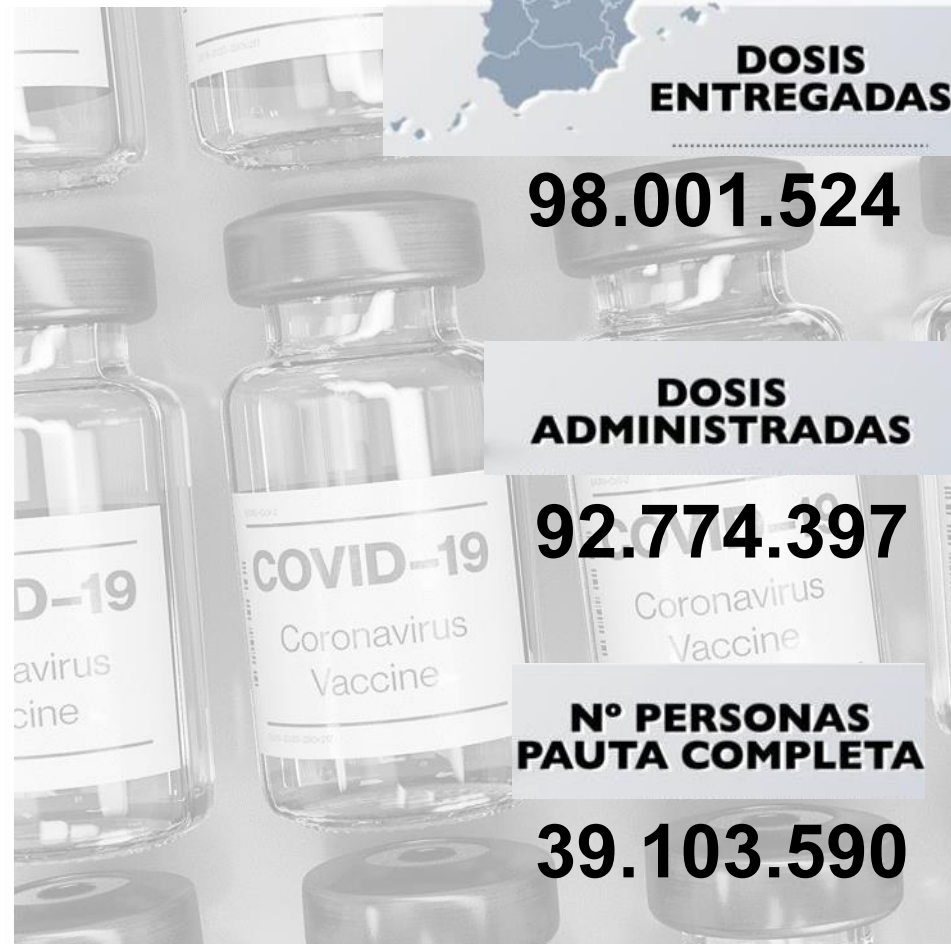 DOSIS
ENTREGADAS
98.001.524
DOSIS
ADMINISTRADAS
92.774.397
COVID–19
COVID–19
D–19
Coronavirus
Vaccine
Coronavirus
Vaccine
avirus
cine
Nº PERSONAS
PAUTA COMPLETA
39.103.590